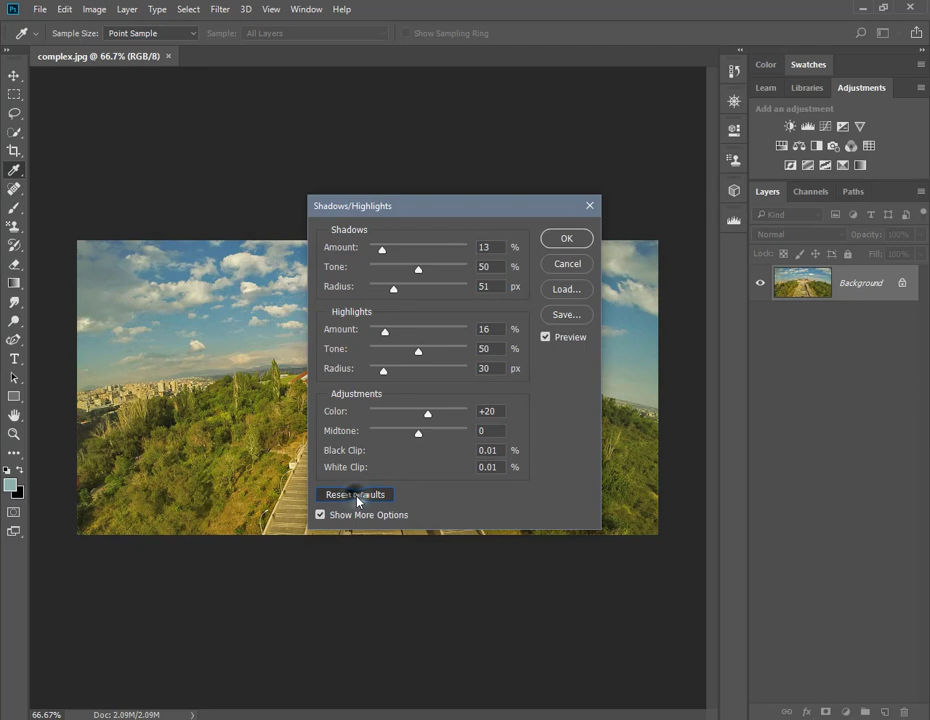 Ps File Edit Image Layer Type Select Filter 3D View Window Help
Sample Size: Point Sample Sample: All Layers Show Sampling Ring
complex.jpg @ 66.7% (RGB/8) ×
Color Swatches
Learn Libraries Adjustments
Add an adjustment
Layers Channels Paths
Kind
Normal Opacity: 100%
Lock: Fill: 100%
Background
Shadows/Highlights
Shadows
Amount: 13 %
Tone: 50 %
Radius: 51 px
Highlights
Amount: 16 %
Tone: 50 %
Radius: 30 px
Adjustments
Color: +20
Midtone: 0
Black Clip: 0.01 %
White Clip: 0.01 %
Reset Defaults
Show More Options
OK
Cancel
Load...
Save...
Preview
66.67% Doc: 2.09M/2.09M